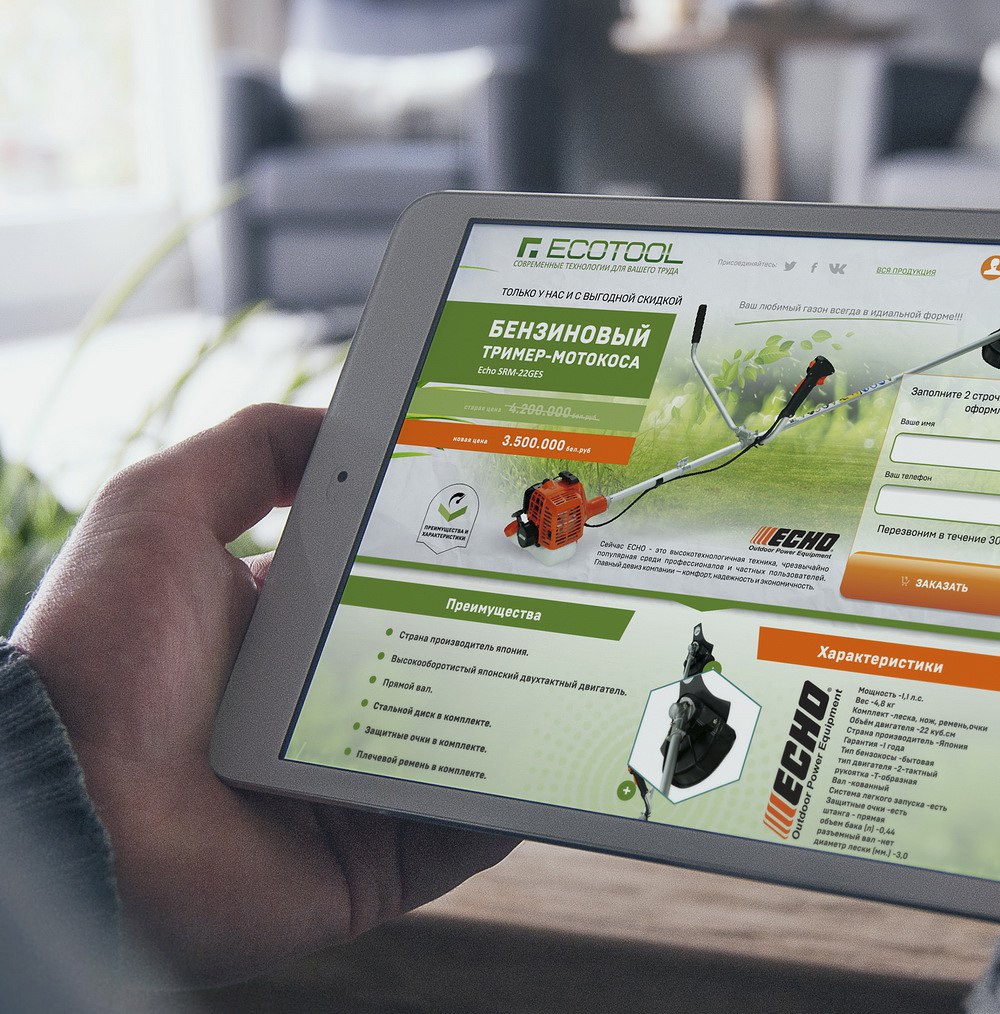 ECOTOOL
СОВРЕМЕННЫЕ ТЕХНОЛОГИИ ДЛЯ ВАШЕГО ТРУДА
Присоединяйтесь:
ВСЯ ПРОДУКЦИЯ
ТОЛЬКО У НАС И С ВЫГОДНОЙ СКИДКОЙ
Ваш любимый газон всегда в идиальной форме!!!
БЕНЗИНОВЫЙ
ТРИМЕР-МОТОКОСА
Echo SRM-22GES
старая цена 4.200.000 бел.руб.
новая цена 3.500.000 бел.руб
Заполните 2 строч
оформ
Ваше имя
Ваш телефон
Перезвоним в течение 30
ЗАКАЗАТЬ
ПРЕИМУЩЕСТВА И
ХАРАКТЕРИСТИКИ
ECHO
Outdoor Power Equipment
Сейчас ECHO - это высокотехнологичная техника, чрезвычайно
популярная среди профессионалов и частных пользователей.
Главный девиз компании — комфорт, надежность и экономичность.
Преимущества
Страна производитель япония.
Высокооборотистый японский двухтактный двигатель.
Прямой вал.
Стальной диск в комплекте.
Защитные очки в комплекте.
Плечевой ремень в комплекте.
Характеристики
ECHO
Outdoor Power Equipment
Мощность -1,1 л.с.
Вес -4,8 кг
Комплект -леска, нож, ремень,очки
Объём двигателя -22 куб.см
Страна производитель -Япония
Гарантия -1 года
Тип бензокосы -бытовая
тип двигателя -2-тактный
рукоятка -Т-образная
Вал -кованный
Система легкого запуска -есть
Защитные очки -есть
штанга - прямая
объем бака (л) -0,44
разъемный вал -нет
диаметр лески (мм.) -3,0